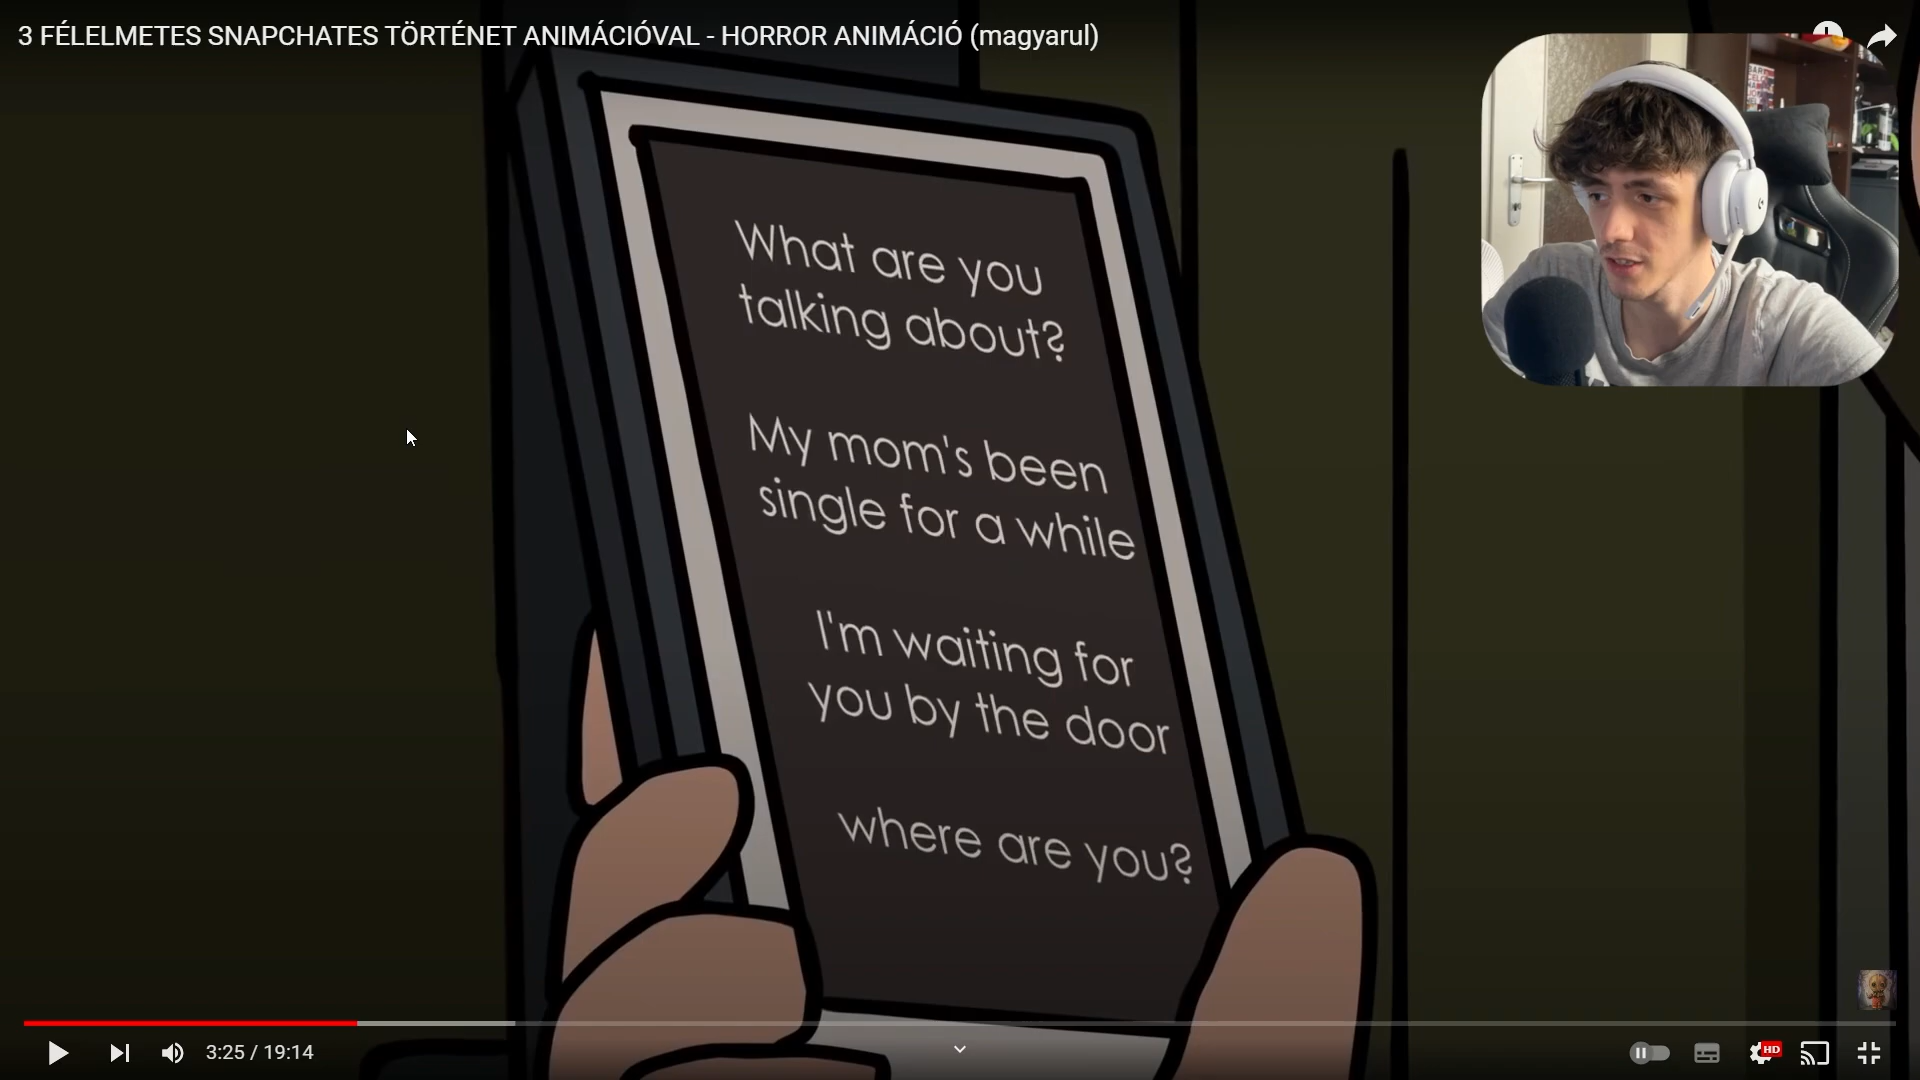 3 FÉLELMETES SNAPCHATES TÖRTÉNET ANIMÁCIÓVAL - HORROR ANIMÁCIÓ (magyarul)
What are you
talking about?
My mom's been
single for a while
I'm waiting for
you by the door
where are you?
3:25 / 19:14
HD